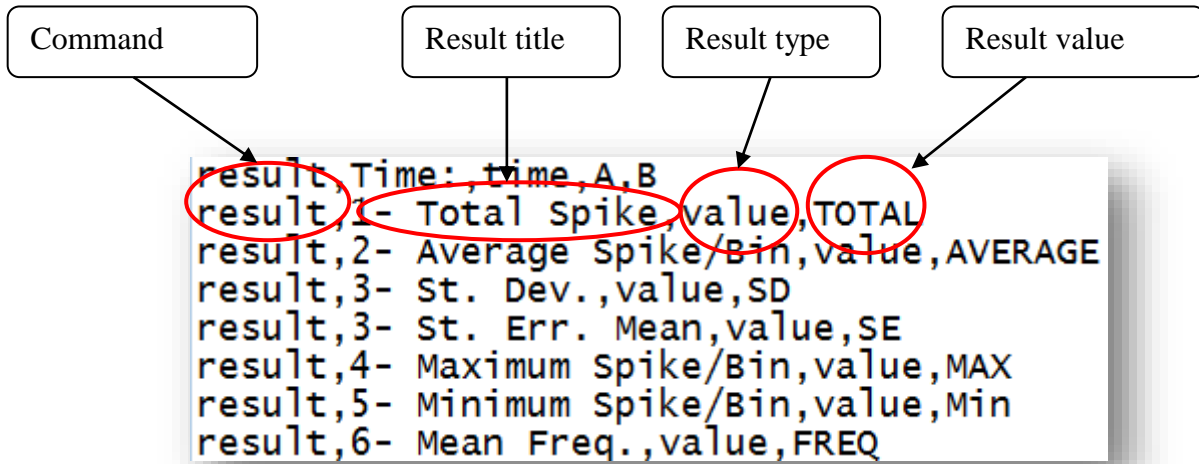 Command
Result title
Result type
Result value
result,Time:,time,A,B
result,1- Total Spike,value,TOTAL
result,2- Average Spike/Bin,value,AVERAGE
result,3- St. Dev.,value,SD
result,3- St. Err. Mean,value,SE
result,4- Maximum Spike/Bin,value,MAX
result,5- Minimum Spike/Bin,value,Min
result,6- Mean Freq.,value,FREQ